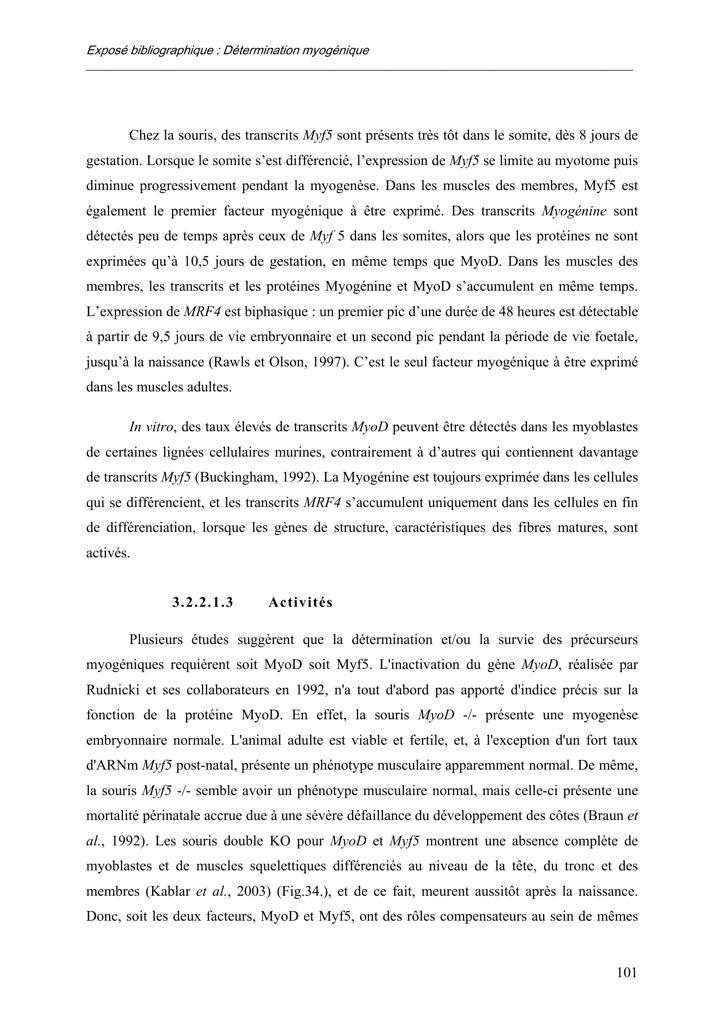 Exposé bibliographique : Détermination myogénique
Chez la souris, des transcrits Myf5 sont présents très tôt dans le somite, dès 8 jours de
gestation. Lorsque le somite s’est différencié, l’expression de Myf5 se limite au myotome puis
diminue progressivement pendant la myogenèse. Dans les muscles des membres, Myf5 est
également le premier facteur myogénique à être exprimé. Des transcrits Myogénine sont
détectés peu de temps après ceux de Myf 5 dans les somites, alors que les protéines ne sont
exprimées qu’à 10,5 jours de gestation, en même temps que MyoD. Dans les muscles des
membres, les transcrits et les protéines Myogénine et MyoD s’accumulent en même temps.
L’expression de MRF4 est biphasique : un premier pic d’une durée de 48 heures est détectable
à partir de 9,5 jours de vie embryonnaire et un second pic pendant la période de vie foetale,
jusqu’à la naissance (Rawls et Olson, 1997). C’est le seul facteur myogénique à être exprimé
dans les muscles adultes.
In vitro, des taux élevés de transcrits MyoD peuvent être détectés dans les myoblastes
de certaines lignées cellulaires murines, contrairement à d’autres qui contiennent davantage
de transcrits Myf5 (Buckingham, 1992). La Myogénine est toujours exprimée dans les cellules
qui se différencient, et les transcrits MRF4 s’accumulent uniquement dans les cellules en fin
de différenciation, lorsque les gènes de structure, caractéristiques des fibres matures, sont
activés.
3.2.2.1.3 Activités
Plusieurs études suggèrent que la détermination et/ou la survie des précurseurs
myogéniques requièrent soit MyoD soit Myf5. L'inactivation du gène MyoD, réalisée par
Rudnicki et ses collaborateurs en 1992, n'a tout d'abord pas apporté d'indice précis sur la
fonction de la protéine MyoD. En effet, la souris MyoD -/- présente une myogenèse
embryonnaire normale. L'animal adulte est viable et fertile, et, à l'exception d'un fort taux
d'ARNm Myf5 post-natal, présente un phénotype musculaire apparemment normal. De même,
la souris Myf5 -/- semble avoir un phénotype musculaire normal, mais celle-ci présente une
mortalité périnatale accrue due à une sévère défaillance du développement des côtes (Braun et
al., 1992). Les souris double KO pour MyoD et Myf5 montrent une absence complète de
myoblastes et de muscles squelettiques différenciés au niveau de la tête, du tronc et des
membres (Kablar et al., 2003) (Fig.34.), et de ce fait, meurent aussitôt après la naissance.
Donc, soit les deux facteurs, MyoD et Myf5, ont des rôles compensateurs au sein de mêmes
101